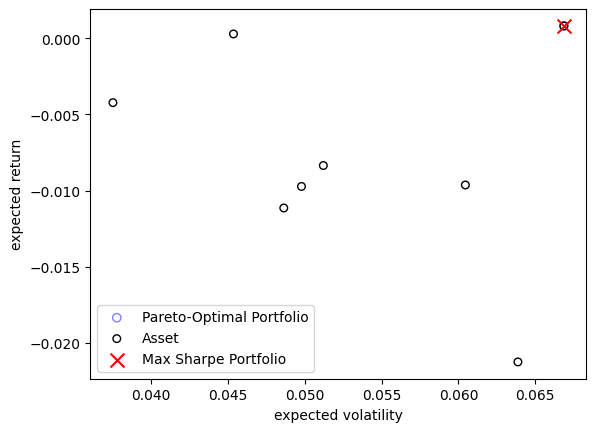 0.000
−0.005
−0.010
−0.015
−0.020
expected return
Pareto-Optimal Portfolio
Asset
Max Sharpe Portfolio
0.040 0.045 0.050 0.055 0.060 0.065
expected volatility